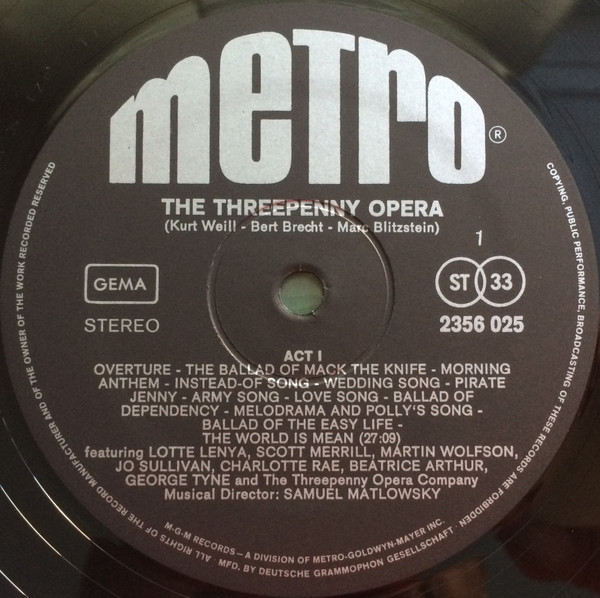 metro ®
THE THREEPENNY OPERA
(Kurt Weill - Bert Brecht - Marc Blitzstein)
1
GEMA
ST 33
STEREO
2356 025
ACT I
OVERTURE - THE BALLAD OF MACK THE KNIFE - MORNING
ANTHEM - INSTEAD-OF SONG - WEDDING SONG - PIRATE
JENNY - ARMY SONG - LOVE SONG - BALLAD OF
DEPENDENCY - MELODRAMA AND POLLY'S SONG -
BALLAD OF THE EASY LIFE -
THE WORLD IS MEAN (27:09)
featuring LOTTE LENYA, SCOTT MERRILL, MARTIN WOLFSON,
JO SULLIVAN, CHARLOTTE RAE, BEATRICE ARTHUR,
GEORGE TYNE and The Threepenny Opera Company
Musical Director: SAMUEL MATLOWSKY
M-G-M RECORDS – A DIVISION OF METRO-GOLDWYN-MAYER INC.
ALL RIGHTS OF THE RECORD MANUFACTURER AND OF THE OWNER OF THE WORK RECORDED RESERVED
COPYING, PUBLIC PERFORMANCE, BROADCASTING OF THESE RECORDS ARE FORBIDDEN
MFD. BY DEUTSCHE GRAMMOPHON GESELLSCHAFT ·